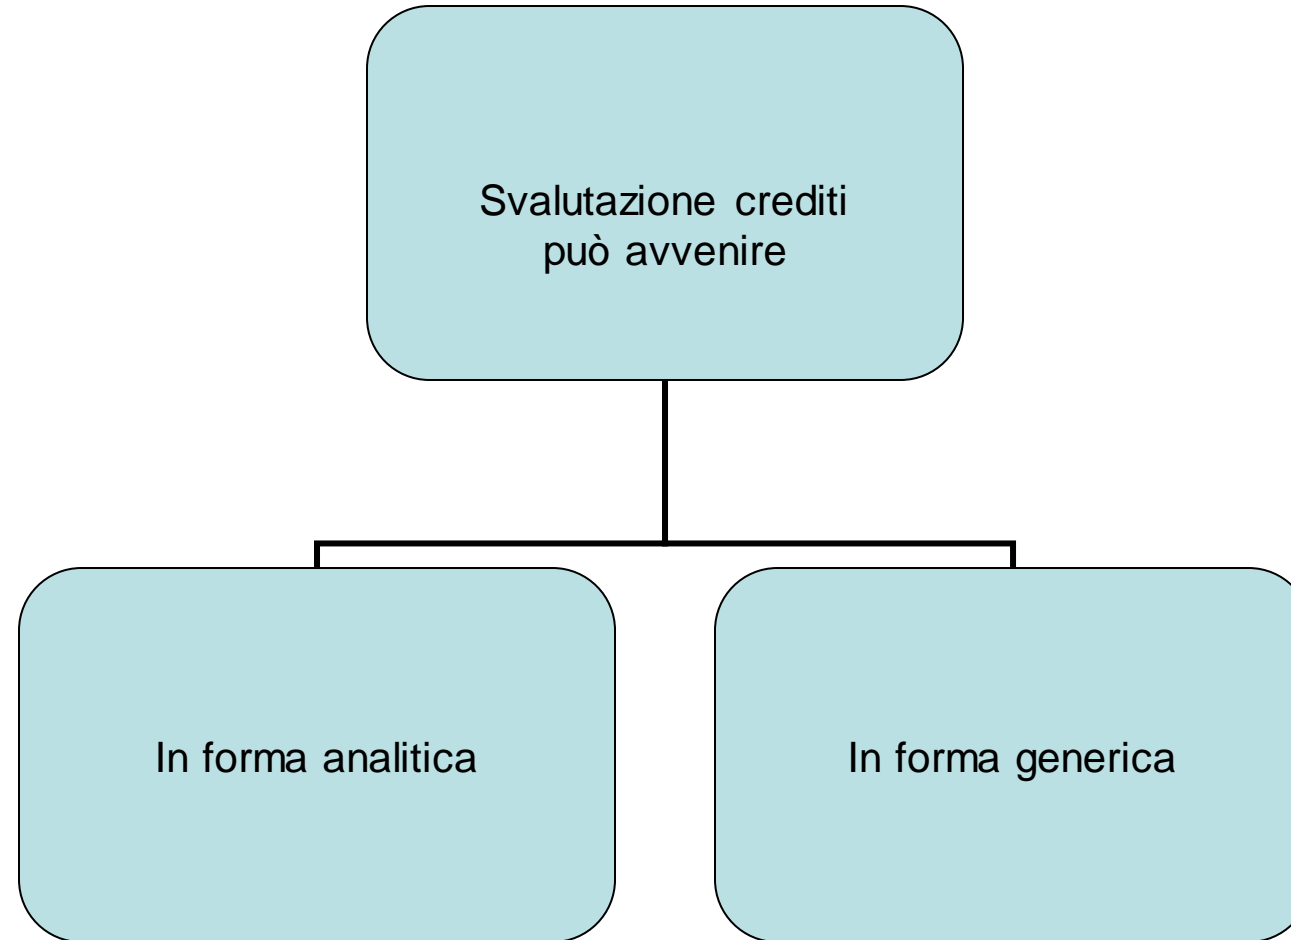 Svalutazione crediti
può avvenire
In forma analitica
In forma generica